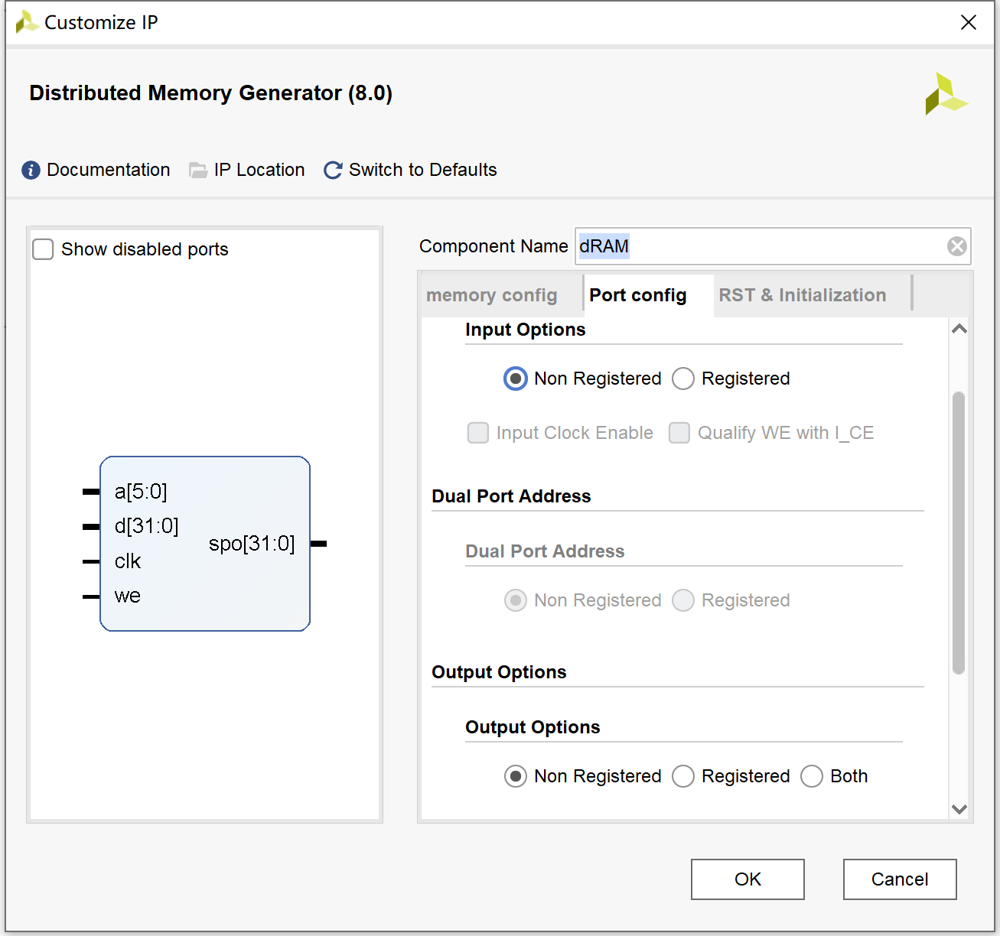 Customize IP
Distributed Memory Generator (8.0)
Documentation IP Location Switch to Defaults
Show disabled ports
a[5:0]
d[31:0]
clk
we
spo[31:0]
Component Name dRAM
memory config Port config RST & Initialization
Input Options
Non Registered Registered
Input Clock Enable Qualify WE with I_CE
Dual Port Address
Dual Port Address
Non Registered Registered
Output Options
Output Options
Non Registered Registered Both
OK Cancel